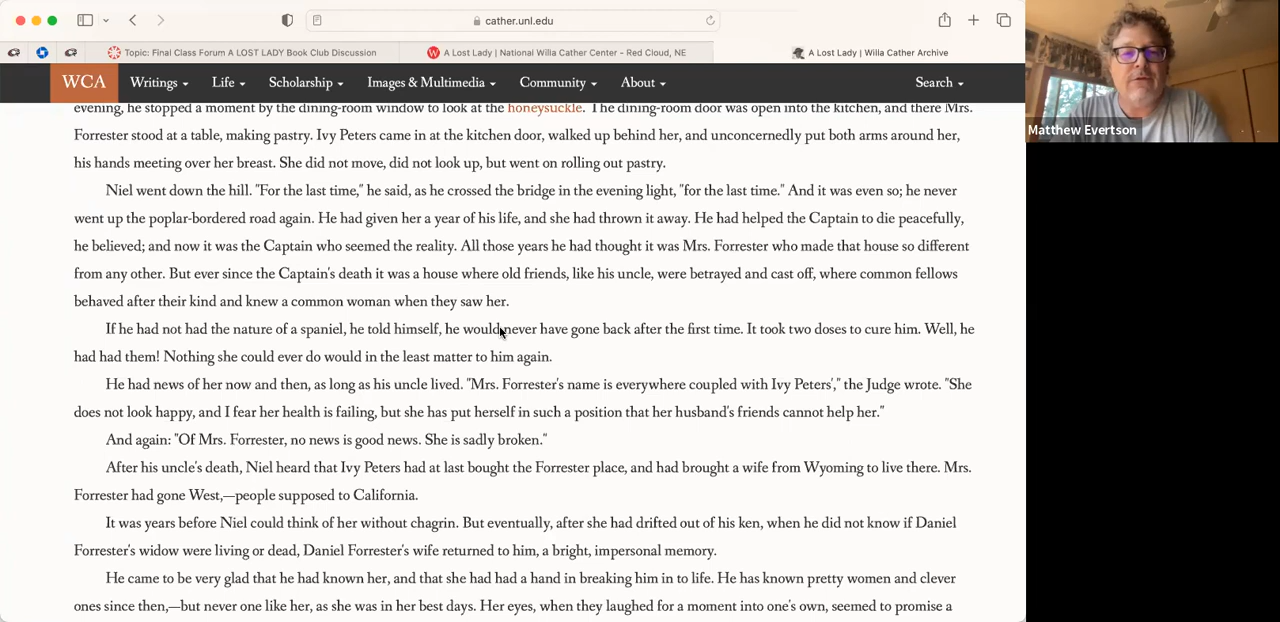 cather.unl.edu
Topic: Final Class Forum A LOST LADY Book Club Discussion
A Lost Lady | National Willa Cather Center - Red Cloud, NE
A Lost Lady | Willa Cather Archive
WCA Writings Life Scholarship Images & Multimedia Community About Search
evening, he stopped a moment by the dining-room window to look at the honeysuckle. The dining-room door was open into the kitchen, and there Mrs.
Forrester stood at a table, making pastry. Ivy Peters came in at the kitchen door, walked up behind her, and unconcernedly put both arms around her,
his hands meeting over her breast. She did not move, did not look up, but went on rolling out pastry.
Niel went down the hill. "For the last time," he said, as he crossed the bridge in the evening light, "for the last time." And it was even so; he never
went up the poplar-bordered road again. He had given her a year of his life, and she had thrown it away. He had helped the Captain to die peacefully,
he believed; and now it was the Captain who seemed the reality. All those years he had thought it was Mrs. Forrester who made that house so different
from any other. But ever since the Captain's death it was a house where old friends, like his uncle, were betrayed and cast off, where common fellows
behaved after their kind and knew a common woman when they saw her.
If he had not had the nature of a spaniel, he told himself, he would never have gone back after the first time. It took two doses to cure him. Well, he
had had them! Nothing she could ever do would in the least matter to him again.
He had news of her now and then, as long as his uncle lived. "Mrs. Forrester's name is everywhere coupled with Ivy Peters'," the Judge wrote. "She
does not look happy, and I fear her health is failing, but she has put herself in such a position that her husband's friends cannot help her."
And again: "Of Mrs. Forrester, no news is good news. She is sadly broken."
After his uncle's death, Niel heard that Ivy Peters had at last bought the Forrester place, and had brought a wife from Wyoming to live there. Mrs.
Forrester had gone West,—people supposed to California.
It was years before Niel could think of her without chagrin. But eventually, after she had drifted out of his ken, when he did not know if Daniel
Forrester's widow were living or dead, Daniel Forrester's wife returned to him, a bright, impersonal memory.
He came to be very glad that he had known her, and that she had had a hand in breaking him in to life. He has known pretty women and clever
ones since then,—but never one like her, as she was in her best days. Her eyes, when they laughed for a moment into one's own, seemed to promise a
Matthew Evertson